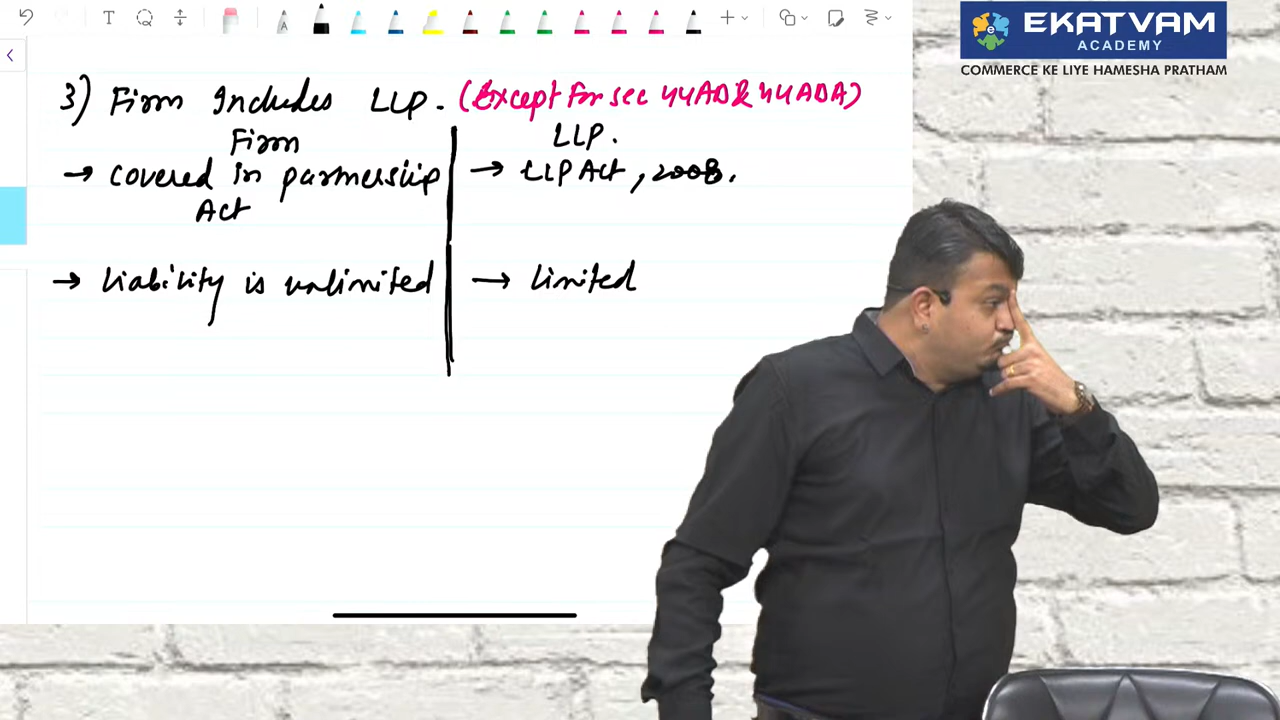 EKATVAM
ACADEMY
COMMERCE KE LIYE HAMESHA PRATHAM
3) Firm Includes LLP. (Except For sec 44AD & 44ADA)
Firm
LLP.
→ covered in partnership
Act
→ LLP Act, 2008.
→ liability is unlimited
→ limited